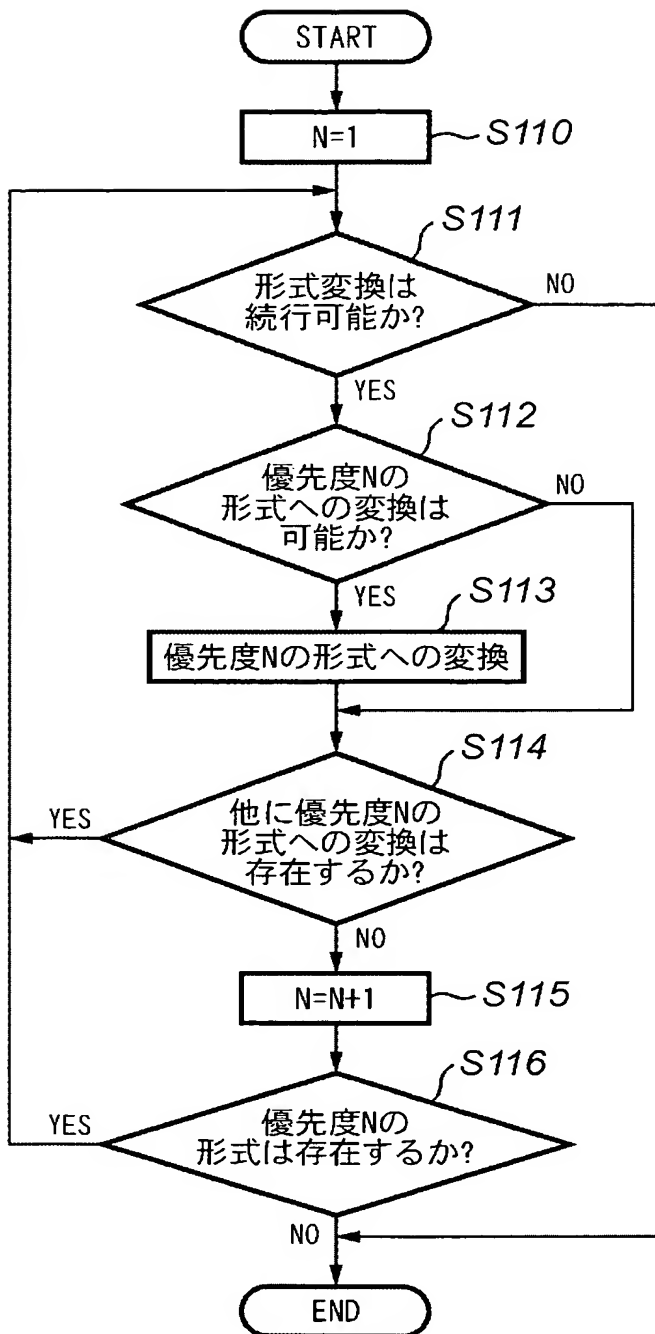 START
N=1
S110
S111
形式変換は
続行可能か?
NO
YES
S112
優先度Nの
形式への変換は
可能か?
NO
YES
S113
優先度Nの形式への変換
S114
他に優先度Nの
形式への変換は
存在するか?
YES
NO
N=N+1
S115
S116
優先度Nの
形式は存在するか?
YES
NO
END